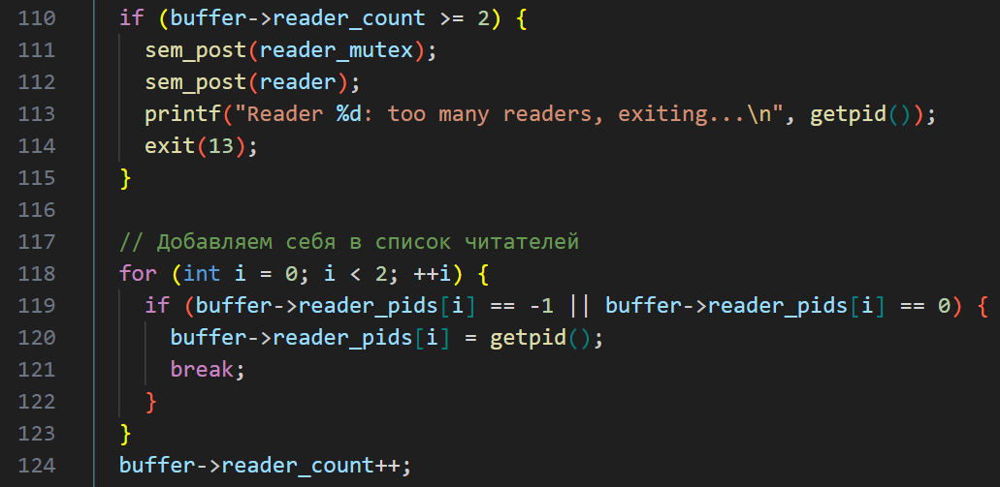 110 if (buffer->reader_count >= 2) {
111 sem_post(reader_mutex);
112 sem_post(reader);
113 printf("Reader %d: too many readers, exiting...\n", getpid());
114 exit(13);
115 }
116
117 // Добавляем себя в список читателей
118 for (int i = 0; i < 2; ++i) {
119 if (buffer->reader_pids[i] == -1 || buffer->reader_pids[i] == 0) {
120 buffer->reader_pids[i] = getpid();
121 break;
122 }
123 }
124 buffer->reader_count++;